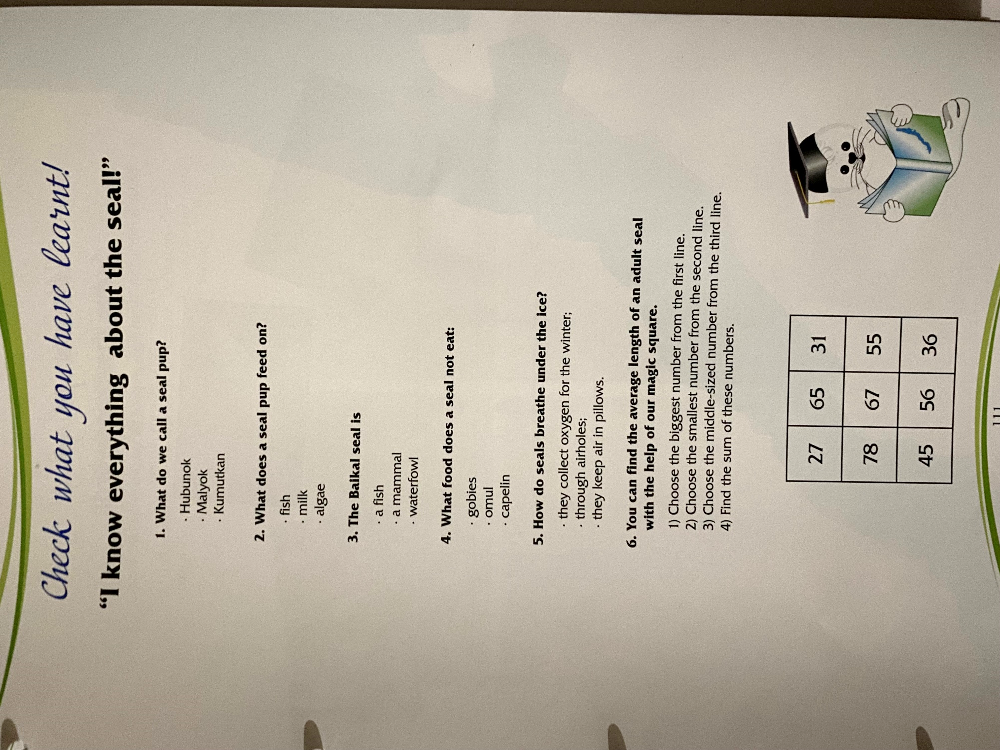 Check what you have learnt!
“I know everything about the seal!”
1. What do we call a seal pup?
· Hubunok
· Malyok
· Kumutkan
2. What does a seal pup feed on?
· fish
· milk
· algae
3. The Baikal seal is
· a fish
· a mammal
· waterfowl
4. What food does a seal not eat:
· gobies
· omul
· capelin
5. How do seals breathe under the ice?
· they collect oxygen for the winter;
· through airholes;
· they keep air in pillows.
6. You can find the average length of an adult seal
with the help of our magic square.
1) Choose the biggest number from the first line.
2) Choose the smallest number from the second line.
3) Choose the middle-sized number from the third line.
4) Find the sum of these numbers.
27 65 31
78 67 55
45 56 36
111